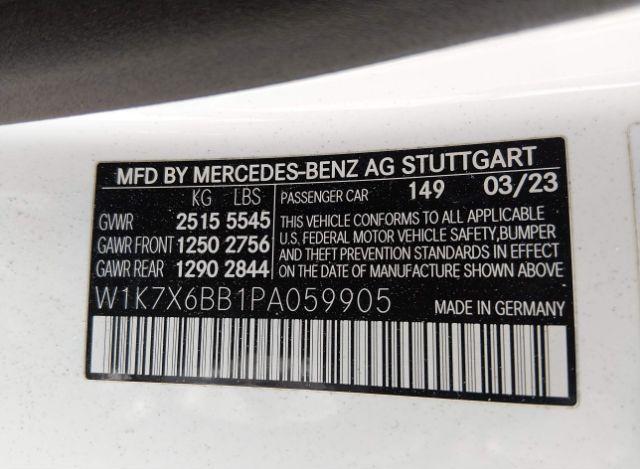 MFD BY MERCEDES-BENZ AG STUTTGART
KG LBS
GVWR 2515 5545
GAWR FRONT 1250 2756
GAWR REAR 1290 2844
PASSENGER CAR 149 03/23
THIS VEHICLE CONFORMS TO ALL APPLICABLE
U.S. FEDERAL MOTOR VEHICLE SAFETY,BUMPER
AND THEFT PREVENTION STANDARDS IN EFFECT
ON THE DATE OF MANUFACTURE SHOWN ABOVE.
W1K7X6BB1PA059905
MADE IN GERMANY